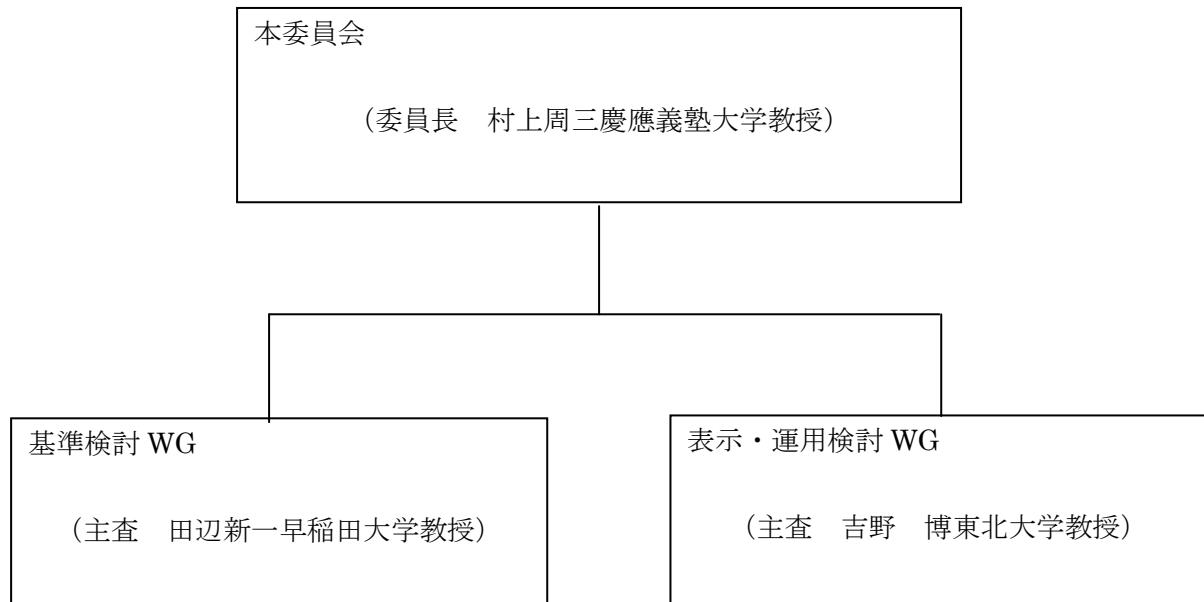 本委員会
（委員長　村上周三慶應義塾大学教授）
基準検討 WG
（主査　田辺新一早稲田大学教授）
表示・運用検討 WG
（主査　吉野　博東北大学教授）